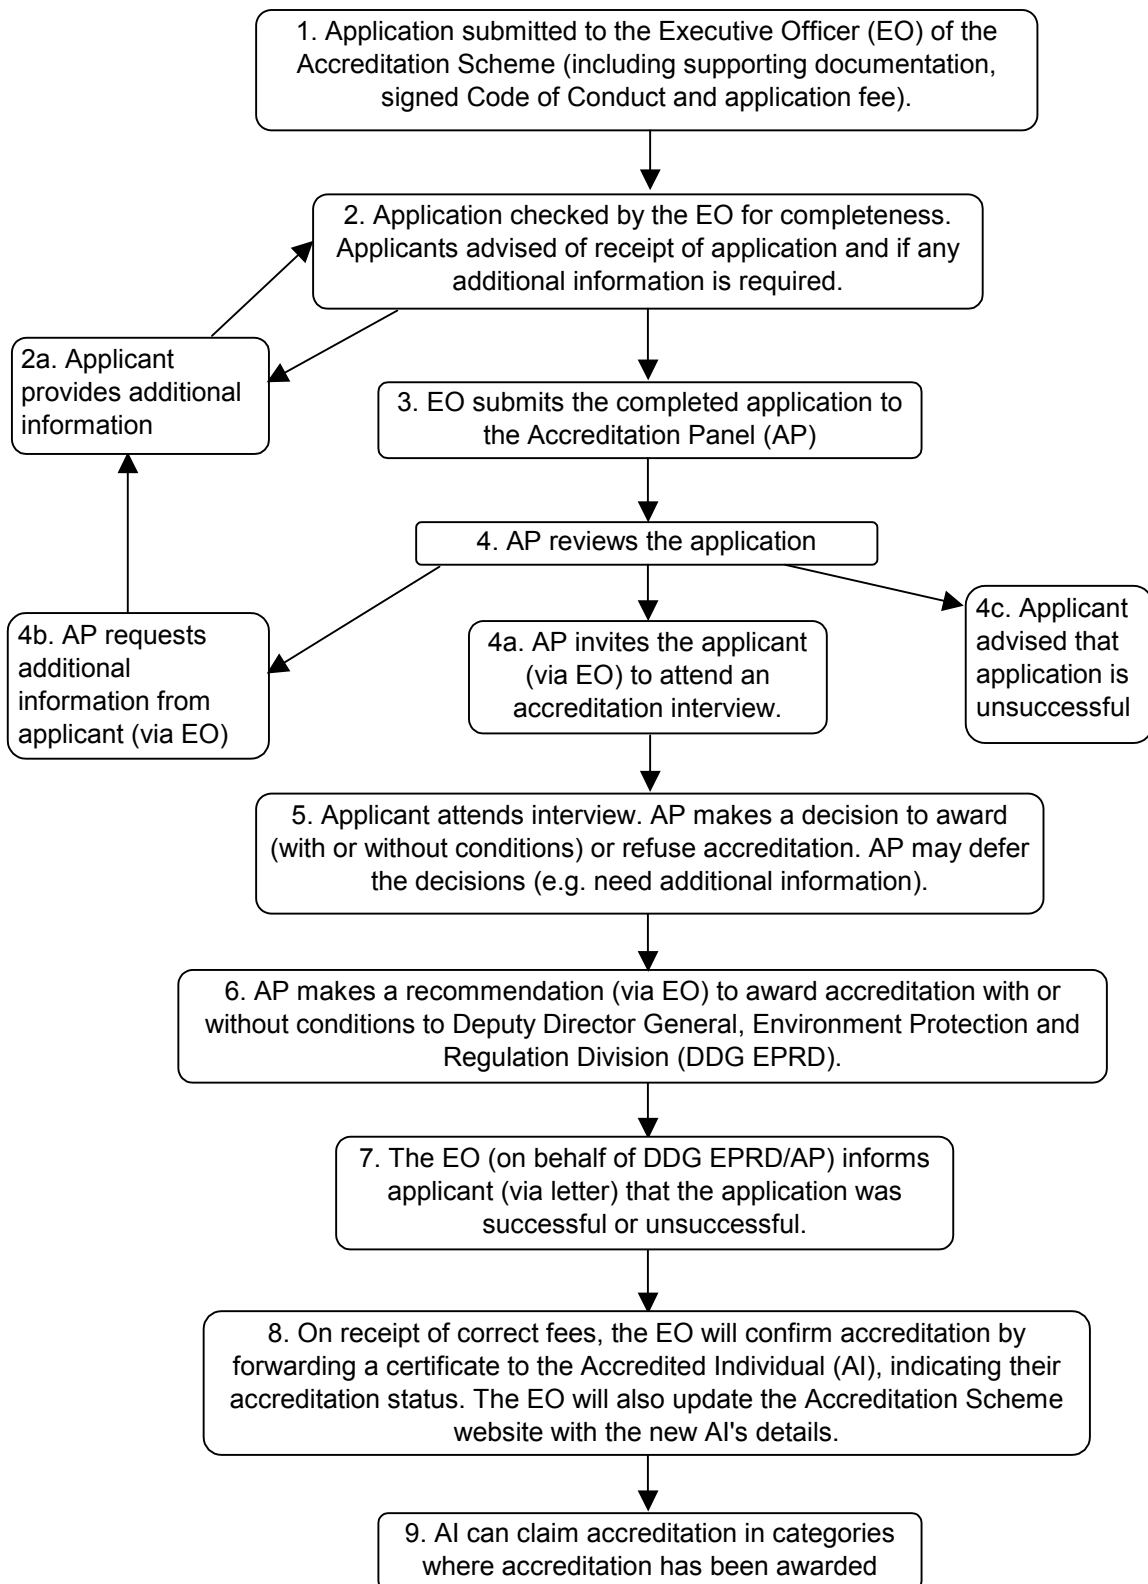 1. Application submitted to the Executive Officer (EO) of the
Accreditation Scheme (including supporting documentation,
signed Code of Conduct and application fee).
2. Application checked by the EO for completeness.
Applicants advised of receipt of application and if any
additional information is required.
2a. Applicant
provides additional
information
3. EO submits the completed application to
the Accreditation Panel (AP)
4. AP reviews the application
4b. AP requests
additional
information from
applicant (via EO)
4a. AP invites the applicant
(via EO) to attend an
accreditation interview.
4c. Applicant
advised that
application is
unsuccessful
5. Applicant attends interview. AP makes a decision to award
(with or without conditions) or refuse accreditation. AP may defer
the decisions (e.g. need additional information).
6. AP makes a recommendation (via EO) to award accreditation with or
without conditions to Deputy Director General, Environment Protection and
Regulation Division (DDG EPRD).
7. The EO (on behalf of DDG EPRD/AP) informs
applicant (via letter) that the application was
successful or unsuccessful.
8. On receipt of correct fees, the EO will confirm accreditation by
forwarding a certificate to the Accredited Individual (AI), indicating their
accreditation status. The EO will also update the Accreditation Scheme
website with the new AI's details.
9. AI can claim accreditation in categories
where accreditation has been awarded